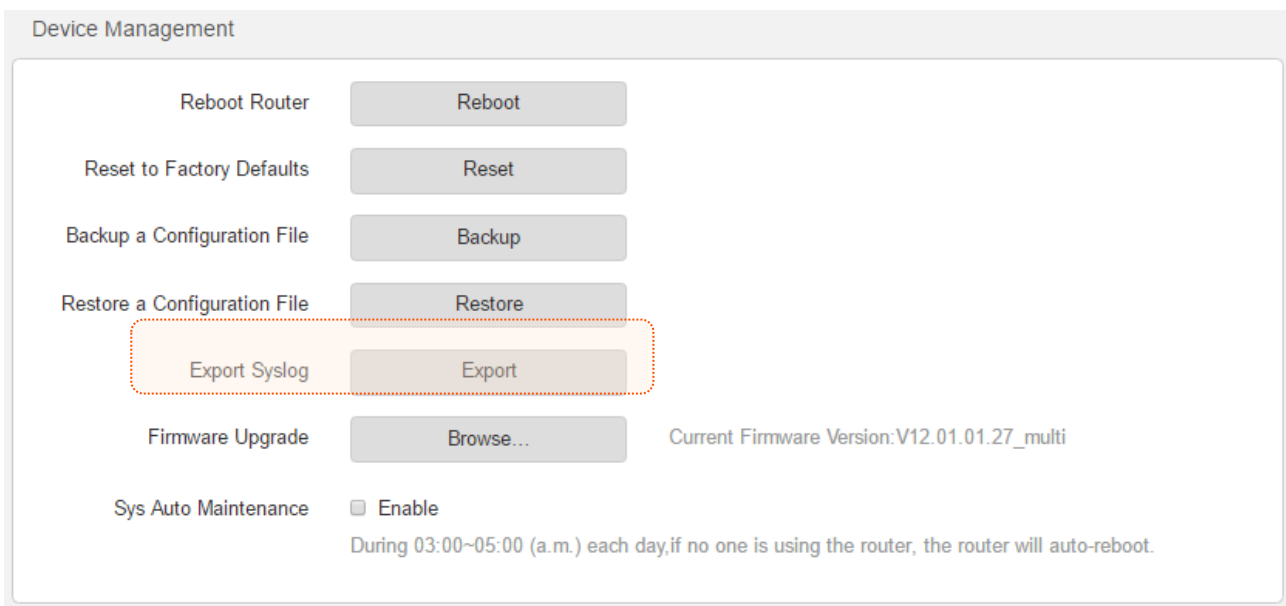 Device Management
Reboot Router Reboot
Reset to Factory Defaults Reset
Backup a Configuration File Backup
Restore a Configuration File Restore
Export Syslog Export
Firmware Upgrade Browse... Current Firmware Version:V12.01.01.27_multi
Sys Auto Maintenance Enable
During 03:00~05:00 (a.m.) each day,if no one is using the router, the router will auto-reboot.